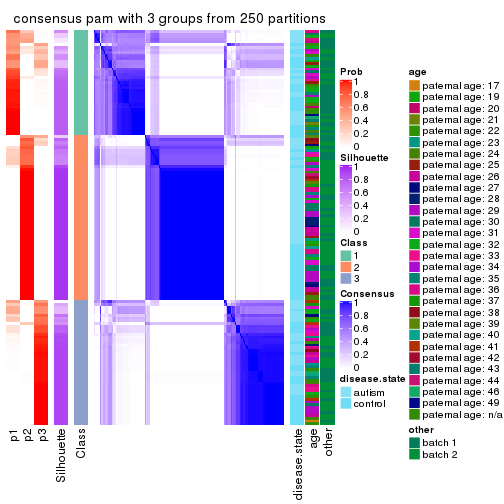 consensus pam with 3 groups from 250 partitions
Prob
1
0.8
0.6
0.4
0.2
0
Silhouette
1
0.8
0.6
0.4
0.2
0
Class
1
2
3
Consensus
1
0.8
0.6
0.4
0.2
0
disease.state
autism
control
age
paternal age: 17
paternal age: 19
paternal age: 20
paternal age: 21
paternal age: 22
paternal age: 23
paternal age: 24
paternal age: 25
paternal age: 26
paternal age: 27
paternal age: 28
paternal age: 29
paternal age: 30
paternal age: 31
paternal age: 32
paternal age: 33
paternal age: 34
paternal age: 35
paternal age: 36
paternal age: 37
paternal age: 38
paternal age: 39
paternal age: 40
paternal age: 41
paternal age: 42
paternal age: 43
paternal age: 44
paternal age: 46
paternal age: 49
paternal age: n/a
other
batch 1
batch 2
p1
p2
p3
Silhouette
Class
disease.state
age
other